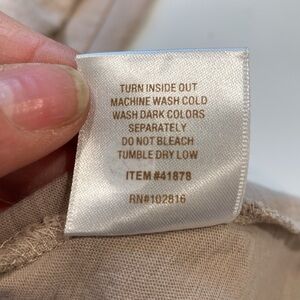 TURN INSIDE OUT
MACHINE WASH COLD
WASH DARK COLORS
SEPARATELY
DO NOT BLEACH
TUMBLE DRY LOW
ITEM #41878
RN#102816